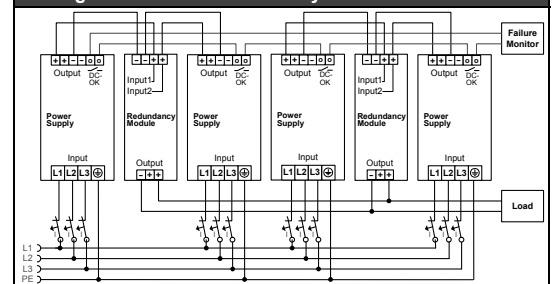 + + - - o o
- - + +
+ + - - o o
+ + - - o o
- - + +
+ + - - o o
Failure
Monitor
Output
DC-
OK
Input1
Input2
Output
DC-
OK
Output
DC-
OK
Input1
Input2
Output
DC-
OK
Power
Supply
Redundancy
Module
Power
Supply
Power
Supply
Redundancy
Module
Power
Supply
Input
L1 L2 L3
Output
- + +
Input
L1 L2 L3
Input
L1 L2 L3
Output
- + +
Input
L1 L2 L3
Load
I
I
I
I
I
I
I
I
I
I
I
I
L1
L2
L3
PE